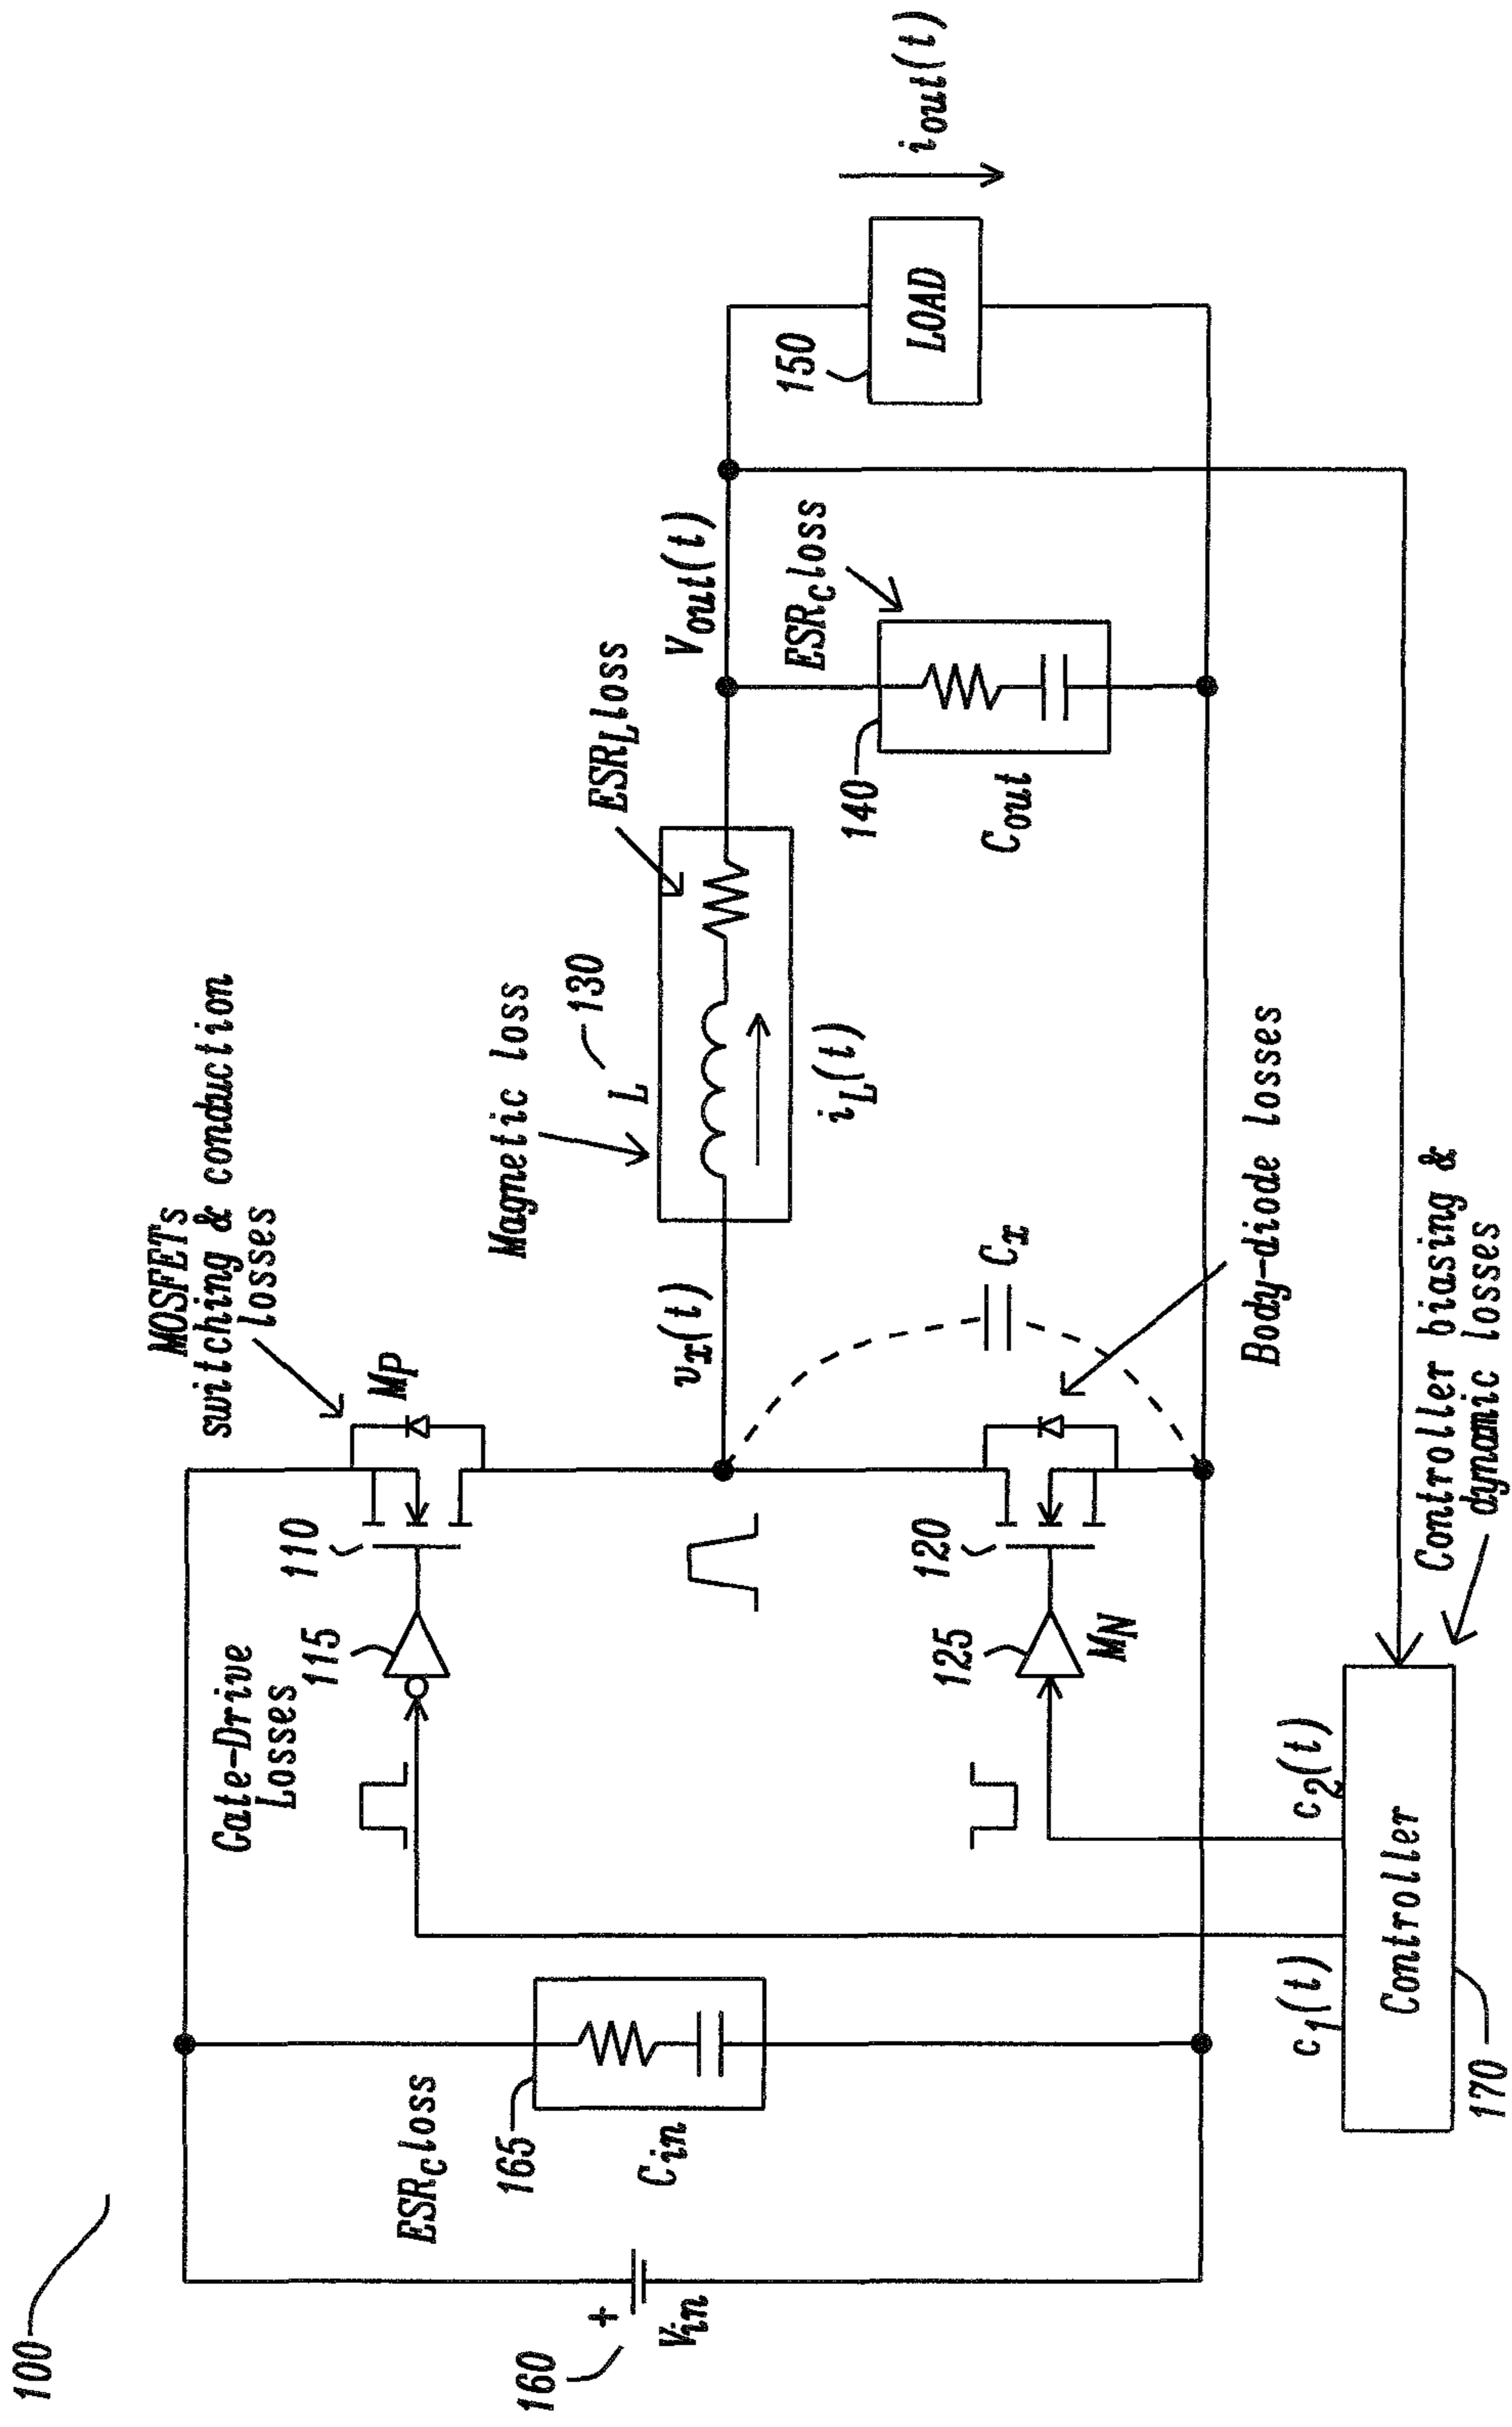 100
MOSFETs
switching & conduction
losses
Gate-Drive
Losses
115
110
MP
ESRC loss
165
Cin
160
+
Vin
Magnetic loss
L
130
ESRL loss
vx(t)
iL(t)
Vout(t)
ESRC loss
140
Cout
150
LOAD
iout(t)
125
MN
120
Cx
Body-diode losses
c1(t)
c2(t)
Controller
170
Controller biasing &
dynamic losses